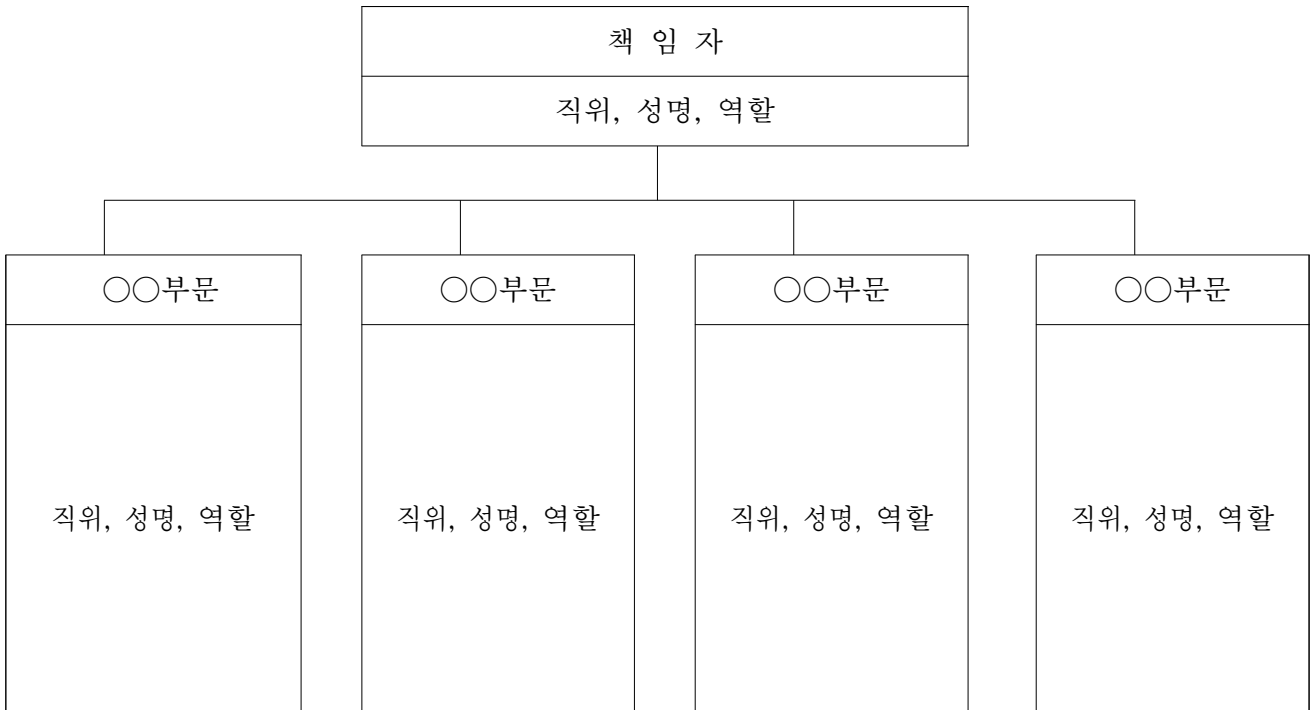 책 임 자
직위, 성명, 역할
○○부문
○○부문
○○부문
○○부문
직위, 성명, 역할
직위, 성명, 역할
직위, 성명, 역할
직위, 성명, 역할